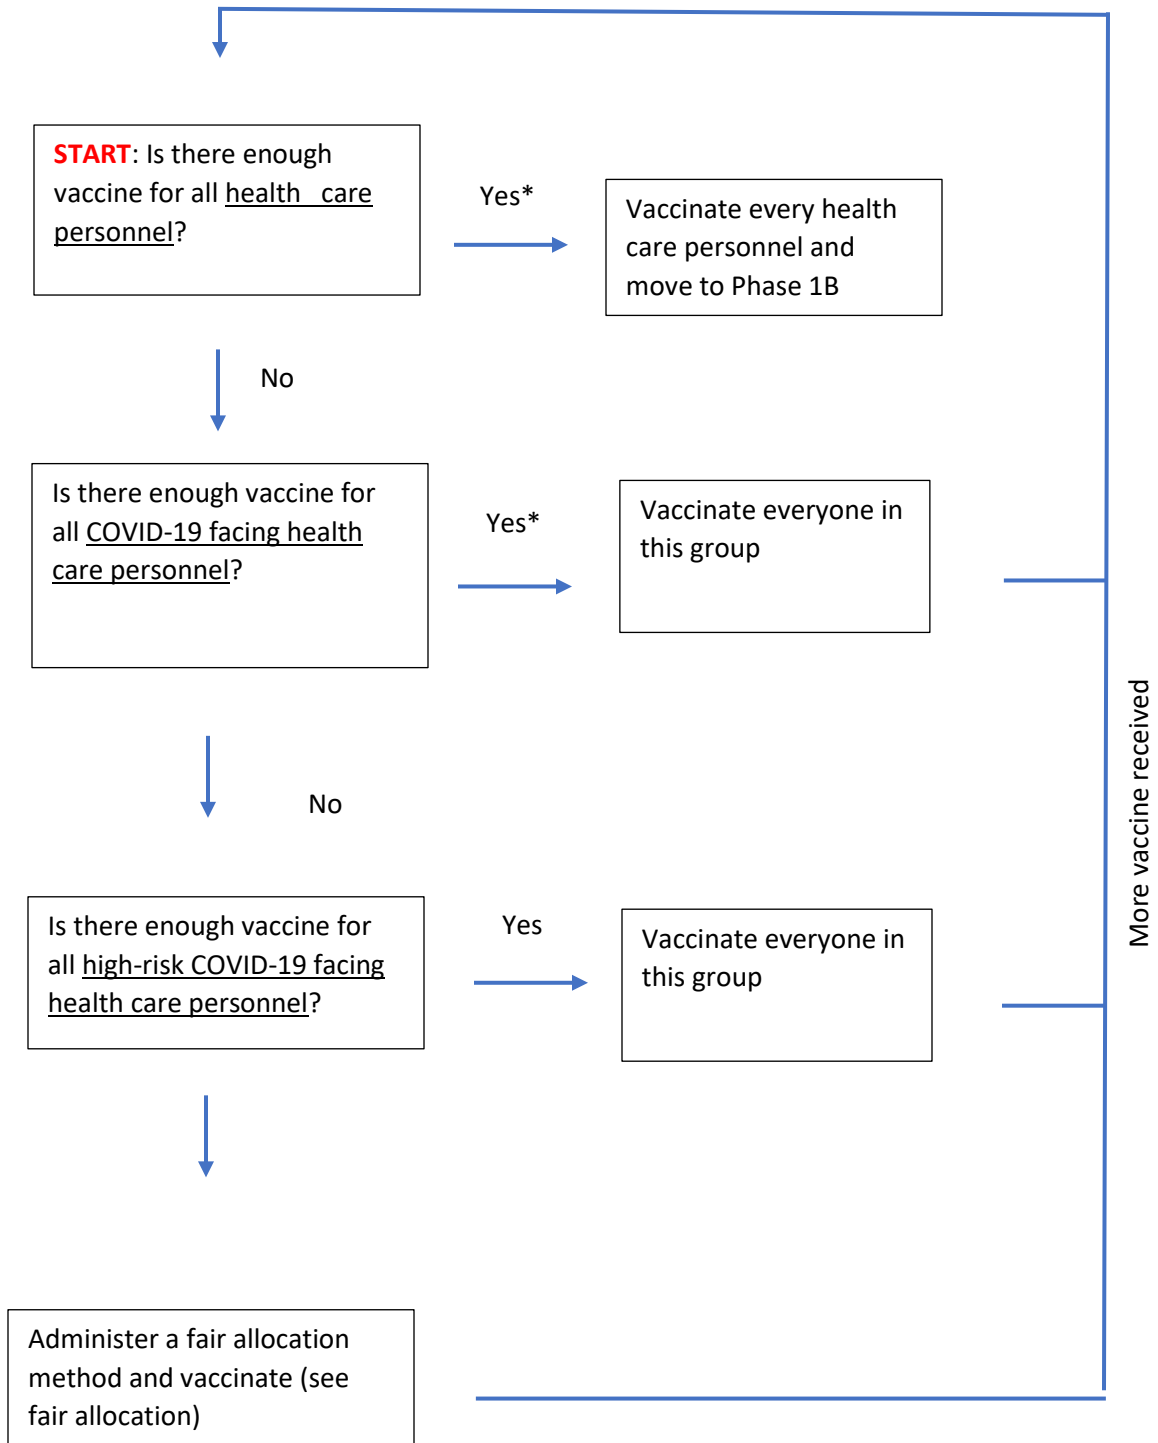 START: Is there enough
vaccine for all health care
personnel?
Yes*
Vaccinate every health
care personnel and
move to Phase 1B
No
Is there enough vaccine for
all COVID-19 facing health
care personnel?
Yes*
Vaccinate everyone in
this group
No
Is there enough vaccine for
all high-risk COVID-19 facing
health care personnel?
Yes
Vaccinate everyone in
this group
More vaccine received
Administer a fair allocation
method and vaccinate (see
fair allocation)